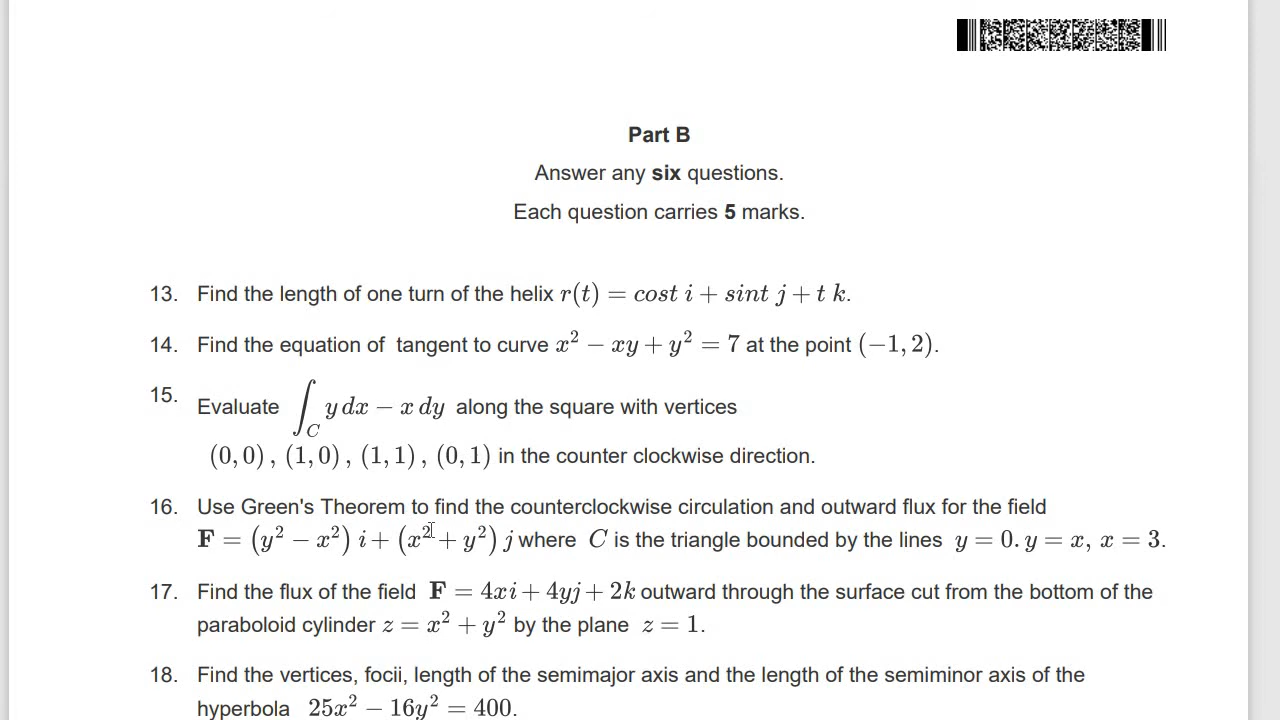 Part B
Answer any six questions.
Each question carries 5 marks.
13. Find the length of one turn of the helix r(t) = cost i + sint j + t k.
14. Find the equation of tangent to curve x² − xy + y² = 7 at the point (−1, 2).
15. Evaluate ∫_C y dx − x dy along the square with vertices
(0, 0) , (1, 0) , (1, 1) , (0, 1) in the counter clockwise direction.
16. Use Green's Theorem to find the counterclockwise circulation and outward flux for the field
F = (y² − x²) i + (x² + y²) j where C is the triangle bounded by the lines y = 0. y = x, x = 3.
17. Find the flux of the field F = 4xi + 4yj + 2k outward through the surface cut from the bottom of the
paraboloid cylinder z = x² + y² by the plane z = 1.
18. Find the vertices, focii, length of the semimajor axis and the length of the semiminor axis of the
hyperbola 25x² − 16y² = 400.